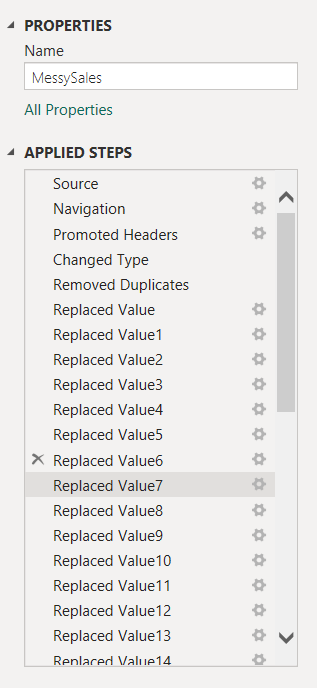 PROPERTIES
Name
MessySales
All Properties
APPLIED STEPS
Source
Navigation
Promoted Headers
Changed Type
Removed Duplicates
Replaced Value
Replaced Value1
Replaced Value2
Replaced Value3
Replaced Value4
Replaced Value5
Replaced Value6
Replaced Value7
Replaced Value8
Replaced Value9
Replaced Value10
Replaced Value11
Replaced Value12
Replaced Value13
Replaced Value14